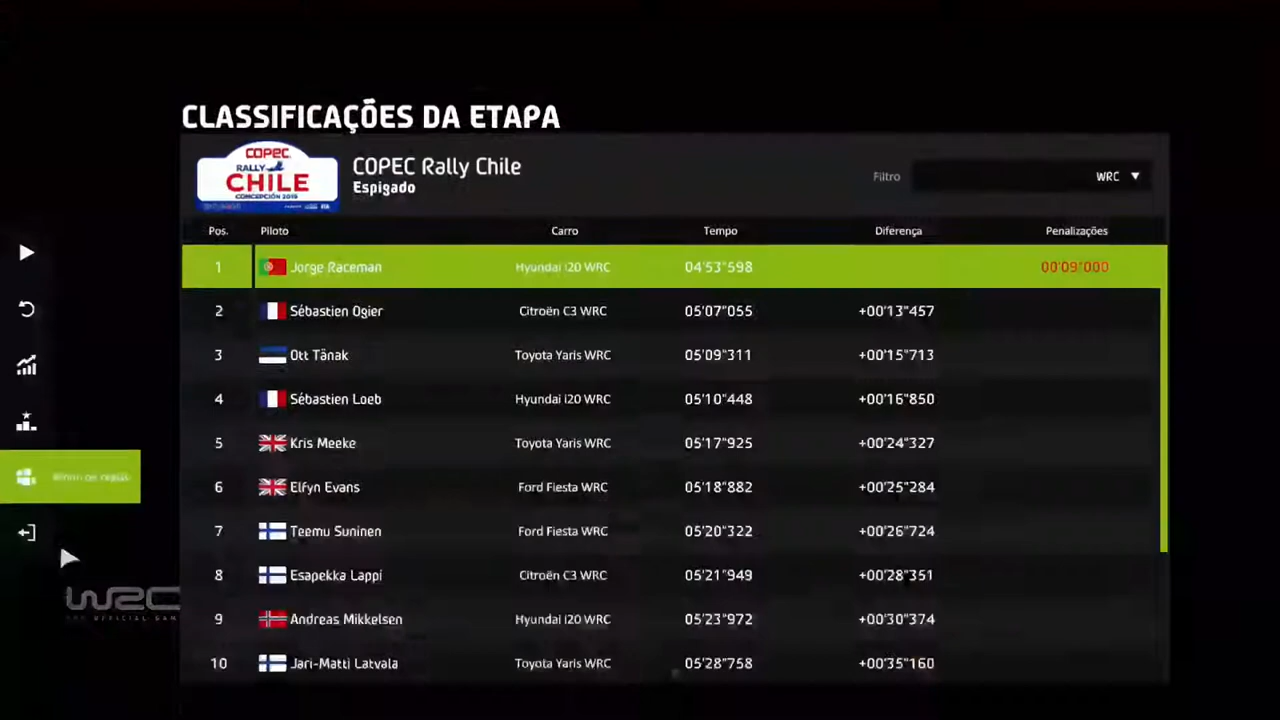 CLASSIFICAÇÕES DA ETAPA
COPEC
RALLY
CHILE
CONCEPCIÓN 2019
COPEC Rally Chile
Espigado
Filtro WRC
Pos. Piloto Carro Tempo Diferença Penalizações
1 Jorge Raceman Hyundai i20 WRC 04'53"598 00'09"000
2 Sébastien Ogier Citroën C3 WRC 05'07"055 +00'13"457
3 Ott Tänak Toyota Yaris WRC 05'09"311 +00'15"713
4 Sébastien Loeb Hyundai i20 WRC 05'10"448 +00'16"850
5 Kris Meeke Toyota Yaris WRC 05'17"925 +00'24"327
6 Elfyn Evans Ford Fiesta WRC 05'18"882 +00'25"284
7 Teemu Suninen Ford Fiesta WRC 05'20"322 +00'26"724
8 Esapekka Lappi Citroën C3 WRC 05'21"949 +00'28"351
9 Andreas Mikkelsen Hyundai i20 WRC 05'23"972 +00'30"374
10 Jari-Matti Latvala Toyota Yaris WRC 05'28"758 +00'35"160
WRC